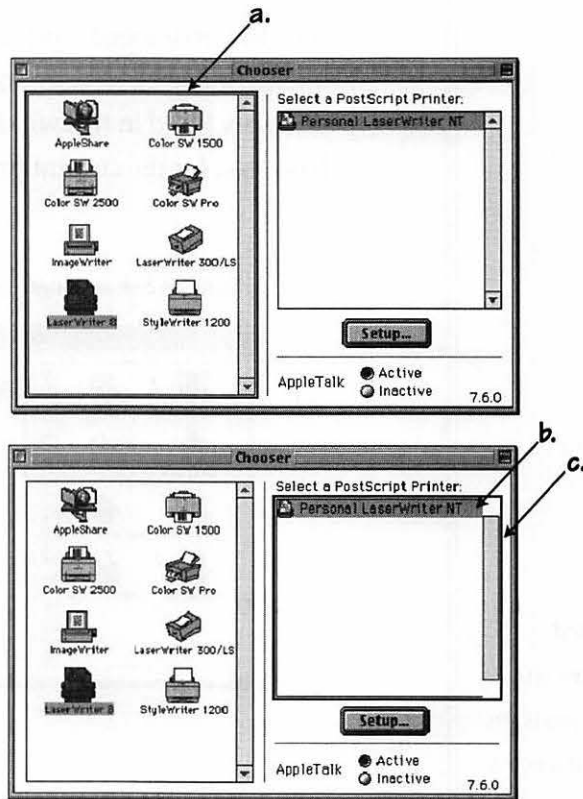 a.
Chooser
AppleShare
Color SW 1500
Color SW 2500
Color SW Pro
ImageWriter
LaserWriter 300/LS
LaserWriter 8
StyleWriter 1200
Select a PostScript Printer:
Personal LaserWriter NT
Setup...
AppleTalk
Active
Inactive
7.6.0
b.
c.
Chooser
AppleShare
Color SW 1500
Color SW 2500
Color SW Pro
ImageWriter
LaserWriter 300/LS
LaserWriter 8
StyleWriter 1200
Select a PostScript Printer:
Personal LaserWriter NT
Setup...
AppleTalk
Active
Inactive
7.6.0